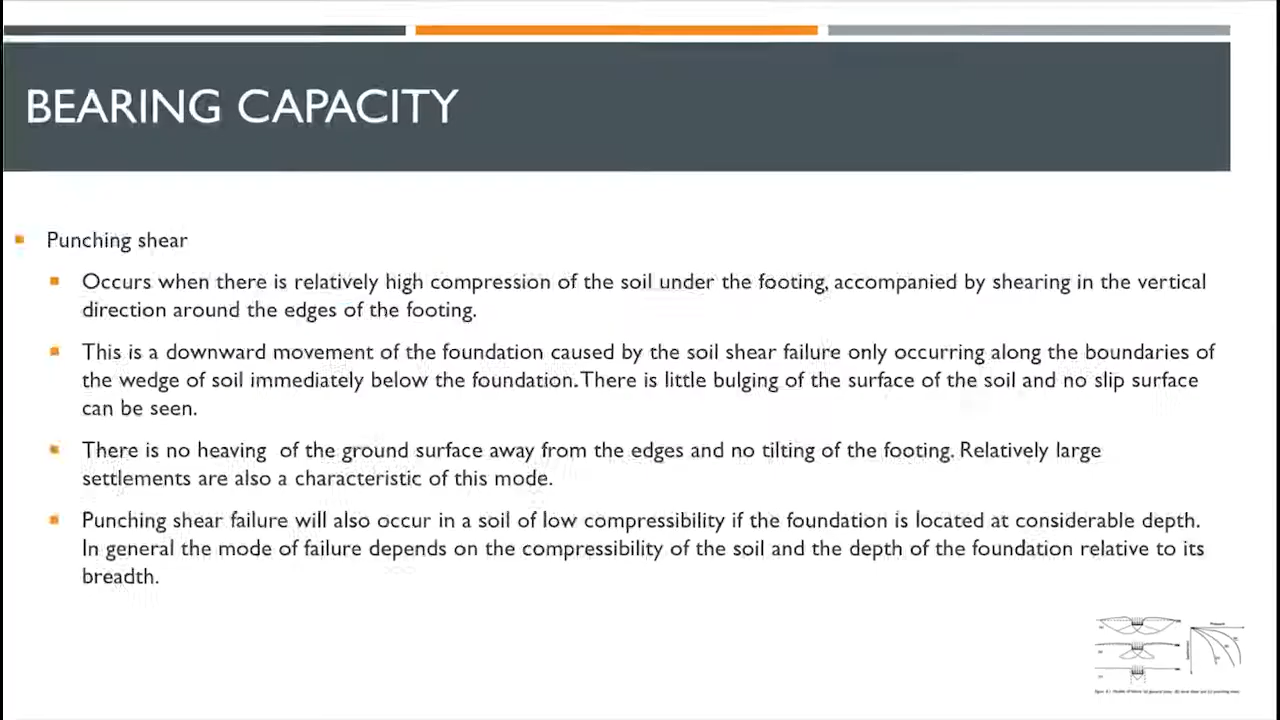 BEARING CAPACITY
Punching shear
Occurs when there is relatively high compression of the soil under the footing, accompanied by shearing in the vertical
direction around the edges of the footing.
This is a downward movement of the foundation caused by the soil shear failure only occurring along the boundaries of
the wedge of soil immediately below the foundation. There is little bulging of the surface of the soil and no slip surface
can be seen.
There is no heaving of the ground surface away from the edges and no tilting of the footing. Relatively large
settlements are also a characteristic of this mode.
Punching shear failure will also occur in a soil of low compressibility if the foundation is located at considerable depth.
In general the mode of failure depends on the compressibility of the soil and the depth of the foundation relative to its
breadth.
Pressure